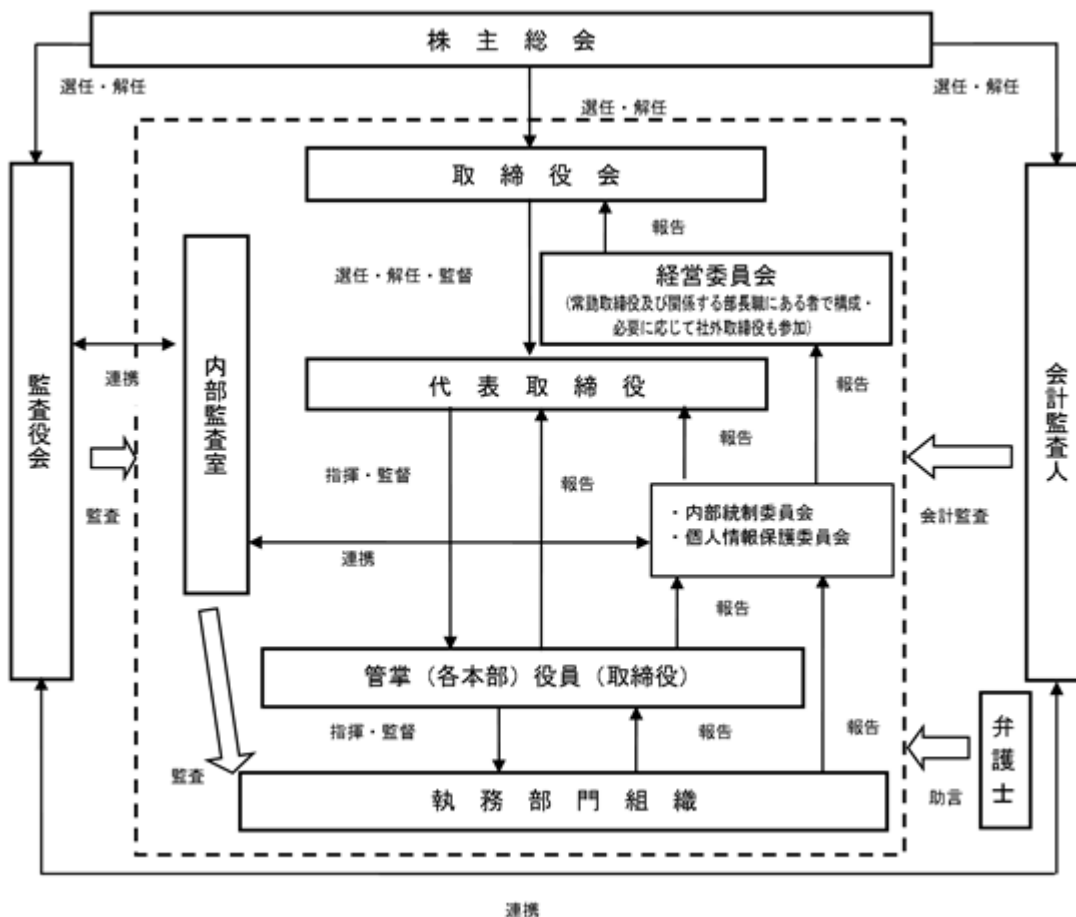 株主総会
選任・解任
選任・解任
選任・解任
取締役会
報告
選任・解任・監督
経営委員会
(常勤取締役及び関係する部長職にある者で構成・
必要に応じて社外取締役も参加)
監査役会
連携
内部監査室
代表取締役
報告
会計監査人
監査
指揮・監督
報告
報告
・内部統制委員会
・個人情報保護委員会
会計監査
連携
報告
管掌（各本部）役員（取締役）
指揮・監督
報告
報告
弁護士
監査
助言
執務部門組織
連携